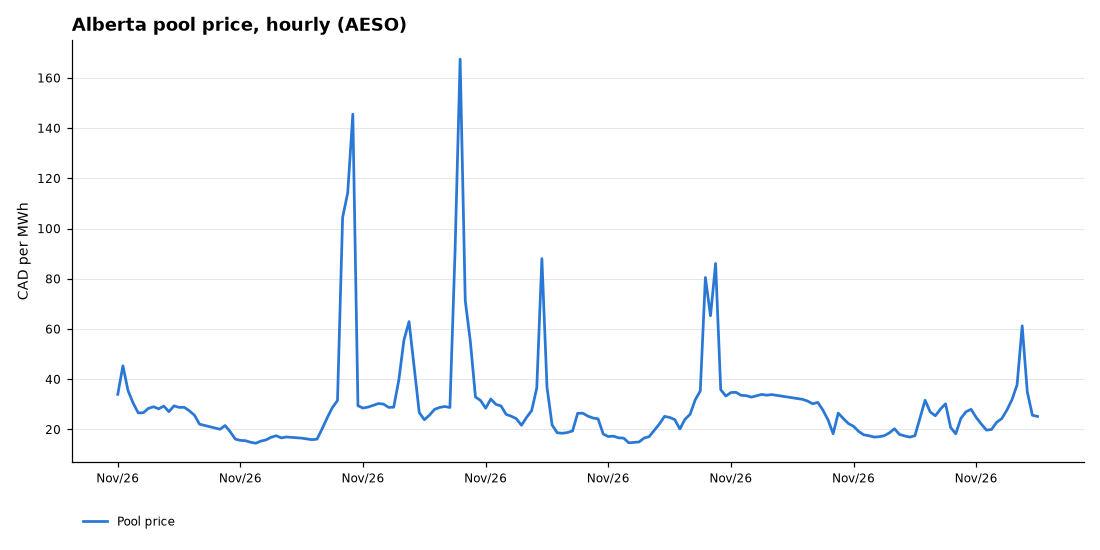 Alberta pool price, hourly (AESO)
CAD per MWh
160
140
120
100
80
60
40
20
Nov/26 Nov/26 Nov/26 Nov/26 Nov/26 Nov/26 Nov/26 Nov/26
Pool price